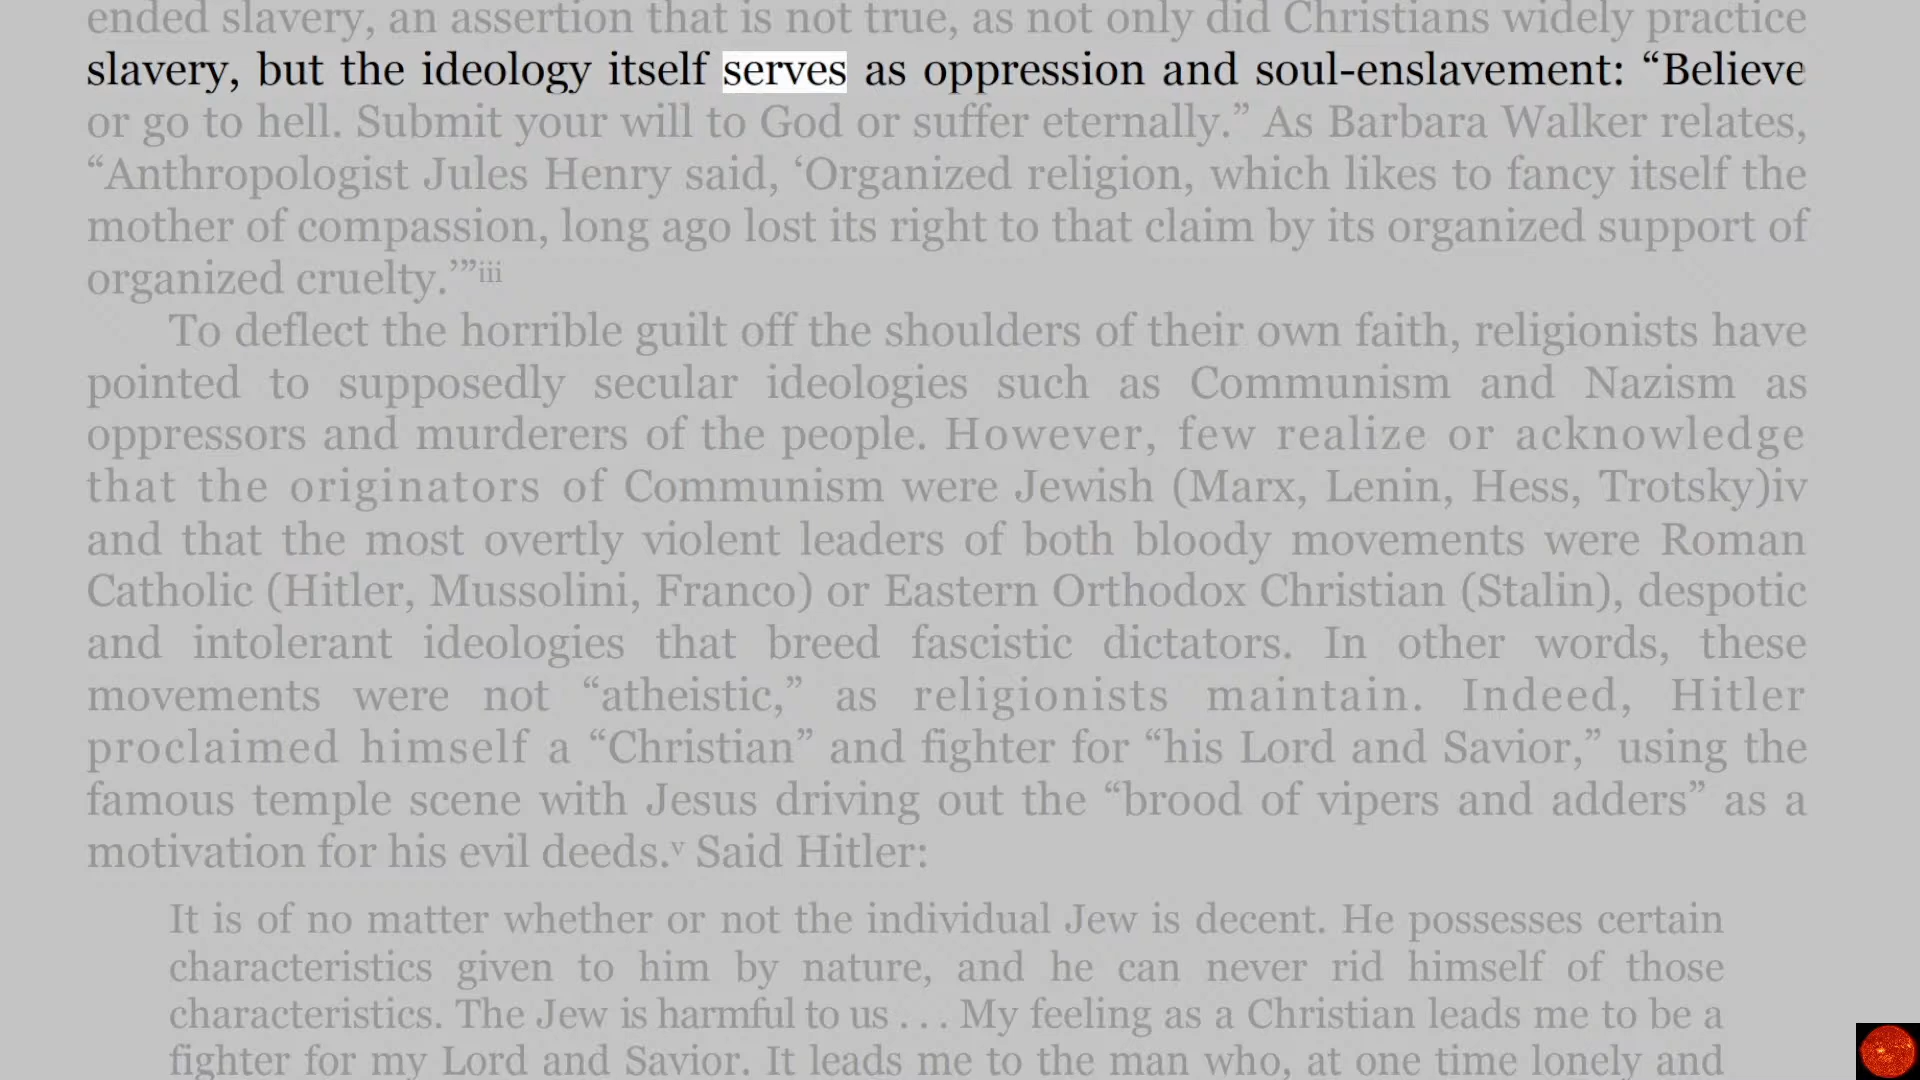 ended slavery, an assertion that is not true, as not only did Christians widely practice
slavery, but the ideology itself serves as oppression and soul-enslavement: “Believe
or go to hell. Submit your will to God or suffer eternally.” As Barbara Walker relates,
“Anthropologist Jules Henry said, ‘Organized religion, which likes to fancy itself the
mother of compassion, long ago lost its right to that claim by its organized support of
organized cruelty.’”iii
To deflect the horrible guilt off the shoulders of their own faith, religionists have
pointed to supposedly secular ideologies such as Communism and Nazism as
oppressors and murderers of the people. However, few realize or acknowledge
that the originators of Communism were Jewish (Marx, Lenin, Hess, Trotsky)iv
and that the most overtly violent leaders of both bloody movements were Roman
Catholic (Hitler, Mussolini, Franco) or Eastern Orthodox Christian (Stalin), despotic
and intolerant ideologies that breed fascistic dictators. In other words, these
movements were not “atheistic,” as religionists maintain. Indeed, Hitler
proclaimed himself a “Christian” and fighter for “his Lord and Savior,” using the
famous temple scene with Jesus driving out the “brood of vipers and adders” as a
motivation for his evil deeds.v Said Hitler:
It is of no matter whether or not the individual Jew is decent. He possesses certain
characteristics given to him by nature, and he can never rid himself of those
characteristics. The Jew is harmful to us . . . My feeling as a Christian leads me to be a
fighter for my Lord and Savior. It leads me to the man who, at one time lonely and